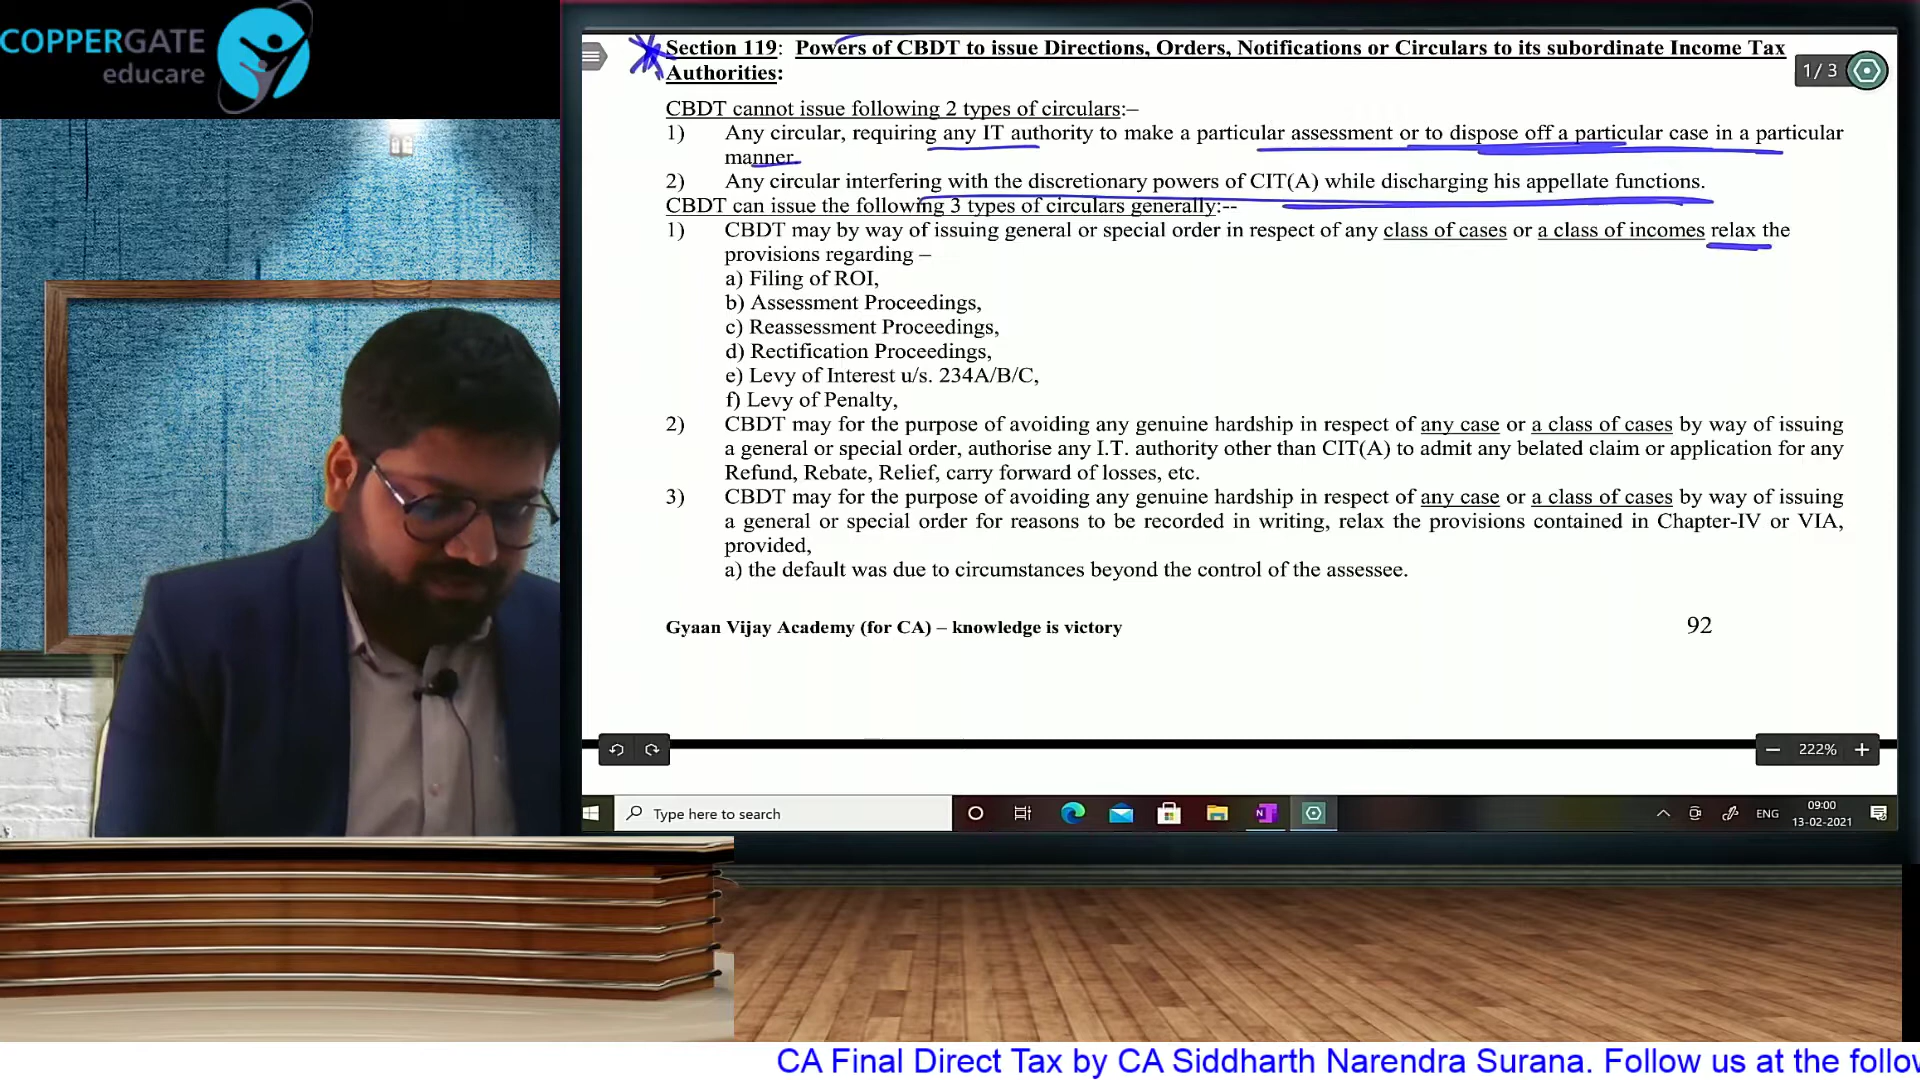 COPPERGATE
educare
Section 119: Powers of CBDT to issue Directions, Orders, Notifications or Circulars to its subordinate Income Tax
Authorities:
1 / 3
CBDT cannot issue following 2 types of circulars:–
1) Any circular, requiring any IT authority to make a particular assessment or to dispose off a particular case in a particular
manner.
2) Any circular interfering with the discretionary powers of CIT(A) while discharging his appellate functions.
CBDT can issue the following 3 types of circulars generally:--
1) CBDT may by way of issuing general or special order in respect of any class of cases or a class of incomes relax the
provisions regarding –
a) Filing of ROI,
b) Assessment Proceedings,
c) Reassessment Proceedings,
d) Rectification Proceedings,
e) Levy of Interest u/s. 234A/B/C,
f) Levy of Penalty,
2) CBDT may for the purpose of avoiding any genuine hardship in respect of any case or a class of cases by way of issuing
a general or special order, authorise any I.T. authority other than CIT(A) to admit any belated claim or application for any
Refund, Rebate, Relief, carry forward of losses, etc.
3) CBDT may for the purpose of avoiding any genuine hardship in respect of any case or a class of cases by way of issuing
a general or special order for reasons to be recorded in writing, relax the provisions contained in Chapter-IV or VIA,
provided,
a) the default was due to circumstances beyond the control of the assessee.
Gyaan Vijay Academy (for CA) – knowledge is victory 92
222%
Type here to search
ENG
09:00
13-02-2021
CA Final Direct Tax by CA Siddharth Narendra Surana. Follow us at the follow